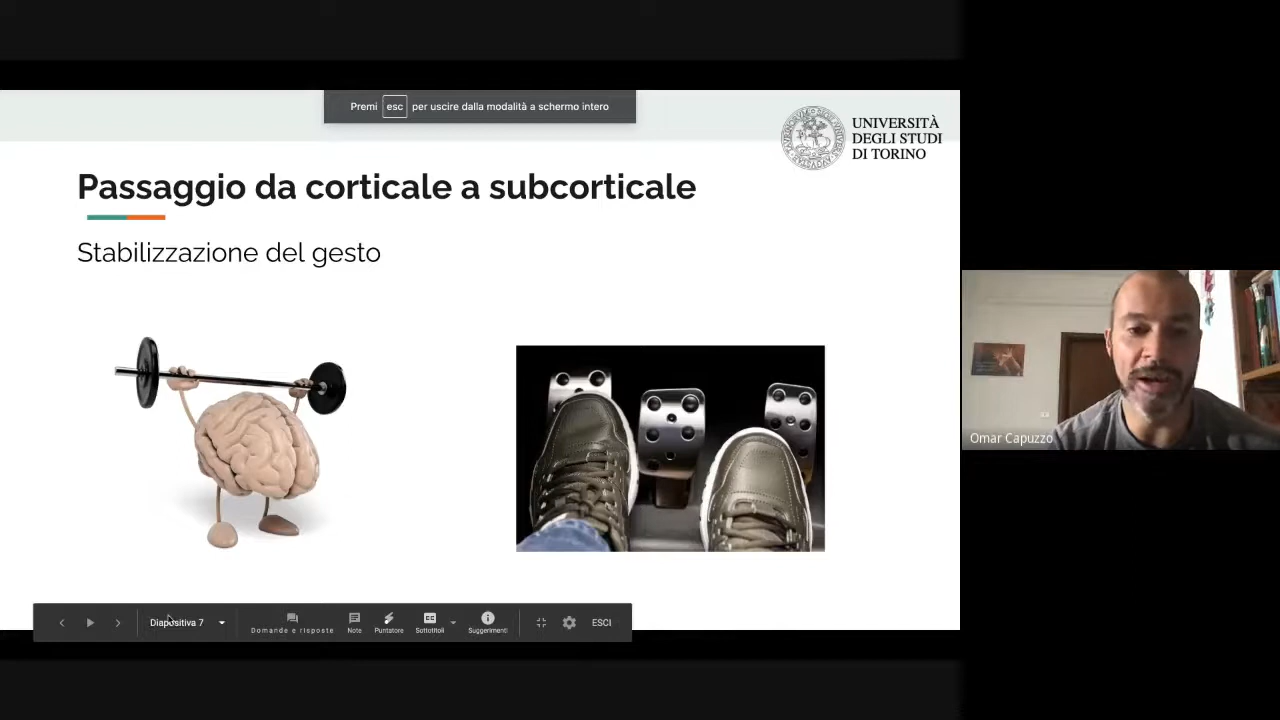 Premi esc per uscire dalla modalità a schermo intero
UNIVERSITÀ
DEGLI STUDI
DI TORINO
Passaggio da corticale a subcorticale
Stabilizzazione del gesto
Omar Capuzzo
Diapositiva 7
Domande e risposte
Note
Puntatore
Sottotitoli
Suggerimenti
ESCI